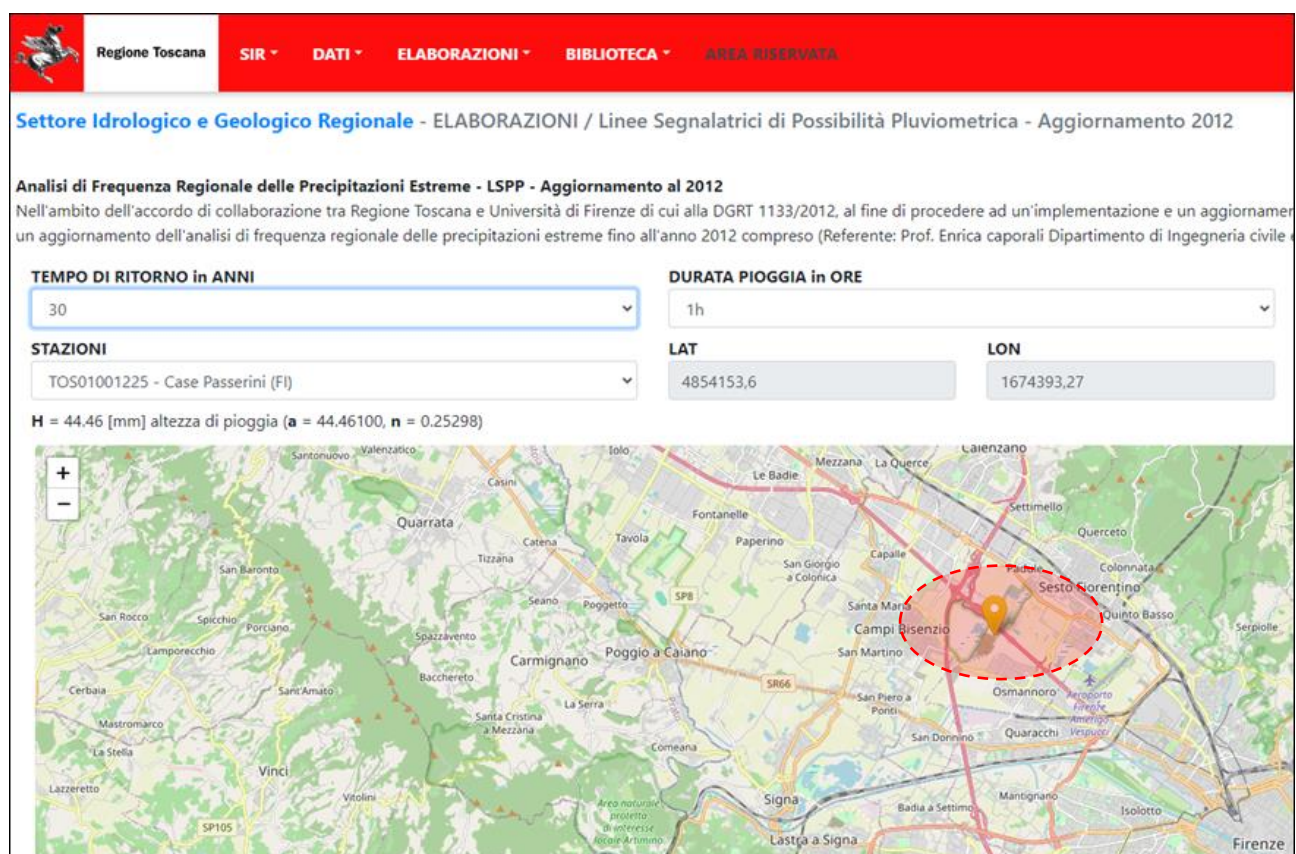 Regione Toscana SIR DATI ELABORAZIONI BIBLIOTECA AREA RISERVATA
Settore Idrologico e Geologico Regionale - ELABORAZIONI / Linee Segnalatrici di Possibilità Pluviometrica - Aggiornamento 2012
Analisi di Frequenza Regionale delle Precipitazioni Estreme - LSPP - Aggiornamento al 2012
Nell'ambito dell'accordo di collaborazione tra Regione Toscana e Università di Firenze di cui alla DGRT 1133/2012, al fine di procedere ad un'implementazione e un aggiornamer
un aggiornamento dell'analisi di frequenza regionale delle precipitazioni estreme fino all'anno 2012 compreso (Referente: Prof. Enrica caporali Dipartimento di Ingegneria civile
TEMPO DI RITORNO in ANNI DURATA PIOGGIA in ORE
30 1h
STAZIONI LAT LON
TOS01001225 - Case Passerini (FI) 4854153,6 1674393,27
H = 44.46 [mm] altezza di pioggia (a = 44.46100, n = 0.25298)
+
−
Santonuovo Valenzatico Iolo Calenzano
Casini Le Badie Mezzana La Querce
Quarrata Fontanelle Settimello
Catena Tavola Paperino Querceto
Tizzana San Giorgio a Colonica Capalle
San Baronto Padule Colonnata
Seano Poggetto SP8 Santa Maria Sesto Fiorentino
San Rocco Spicchio Porciano Campi Bisenzio Quinto Basso Serpiolle
Spazzavento
Lamporecchio Carmignano Poggio a Caiano San Martino
Bacchereto
Cerbaia Sant'Amato SR66 Osmannoro Aeroporto Firenze Amerigo Vespucci
La Serra San Piero a Ponti
Mastromarco Santa Cristina a Mezzana
La Stella San Donnino Quaracchi
Comeana
Vinci
Lazzeretto Vitolini Area naturale protetta di interesse locale Artimino Signa Badia a Settimo Mantignano Isolotto
SP105
Lastra a Signa Firenze